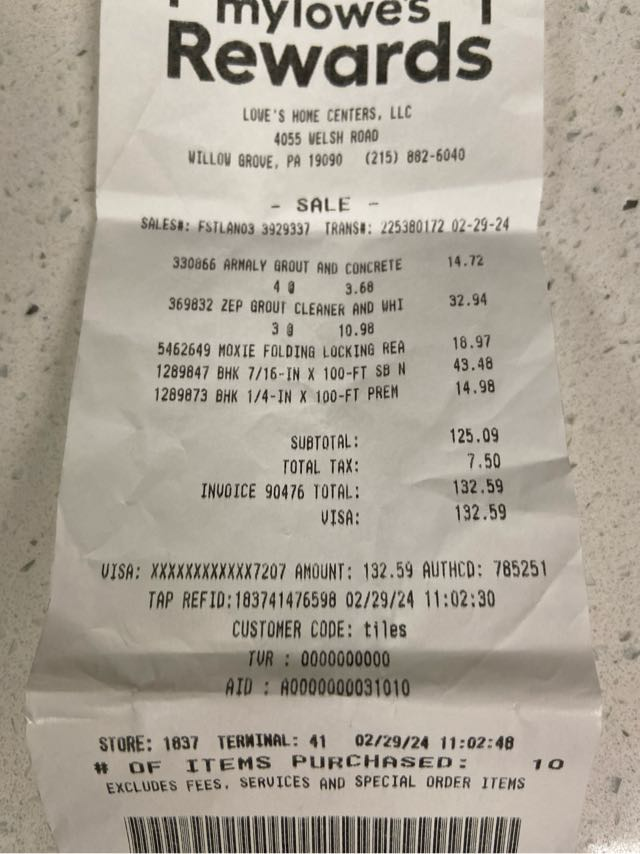 mylowe's
Rewards
LOWE'S HOME CENTERS, LLC
4055 WELSH ROAD
WILLOW GROVE, PA 19090 (215) 882-6040
- SALE -
SALES#: FSTLAN03 3929337 TRANS#: 225380172 02-29-24
330866 ARMALY GROUT AND CONCRETE 14.72
4 @ 3.68
369832 ZEP GROUT CLEANER AND WHI 32.94
3 @ 10.98
5462649 MOXIE FOLDING LOCKING REA 18.97
1289847 BHK 7/16-IN X 100-FT SB N 43.48
1289873 BHK 1/4-IN X 100-FT PREM 14.98
SUBTOTAL: 125.09
TOTAL TAX: 7.50
INVOICE 90476 TOTAL: 132.59
VISA: 132.59
VISA: XXXXXXXXXXXX7207 AMOUNT: 132.59 AUTHCD: 785251
TAP REFID:183741476598 02/29/24 11:02:30
CUSTOMER CODE: tiles
TVR : 0000000000
AID : A0000000031010
STORE: 1837 TERMINAL: 41 02/29/24 11:02:48
# OF ITEMS PURCHASED: 10
EXCLUDES FEES, SERVICES AND SPECIAL ORDER ITEMS